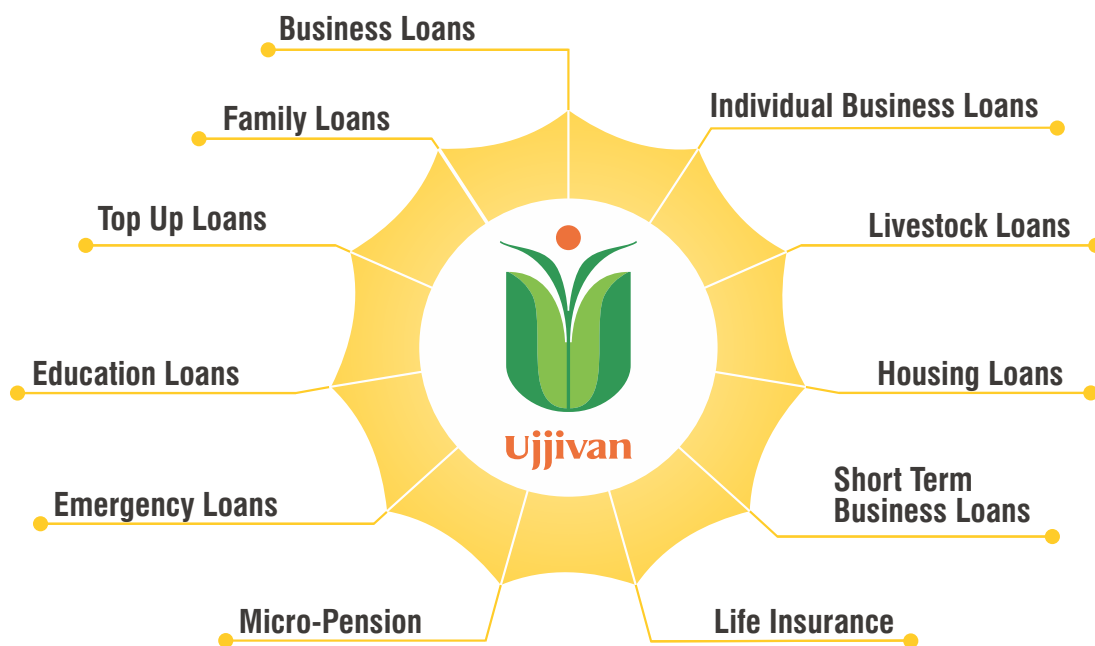 Business Loans
Family Loans
Individual Business Loans
Top Up Loans
Livestock Loans
Education Loans
Housing Loans
Ujjivan
Emergency Loans
Short Term
Business Loans
Micro-Pension
Life Insurance